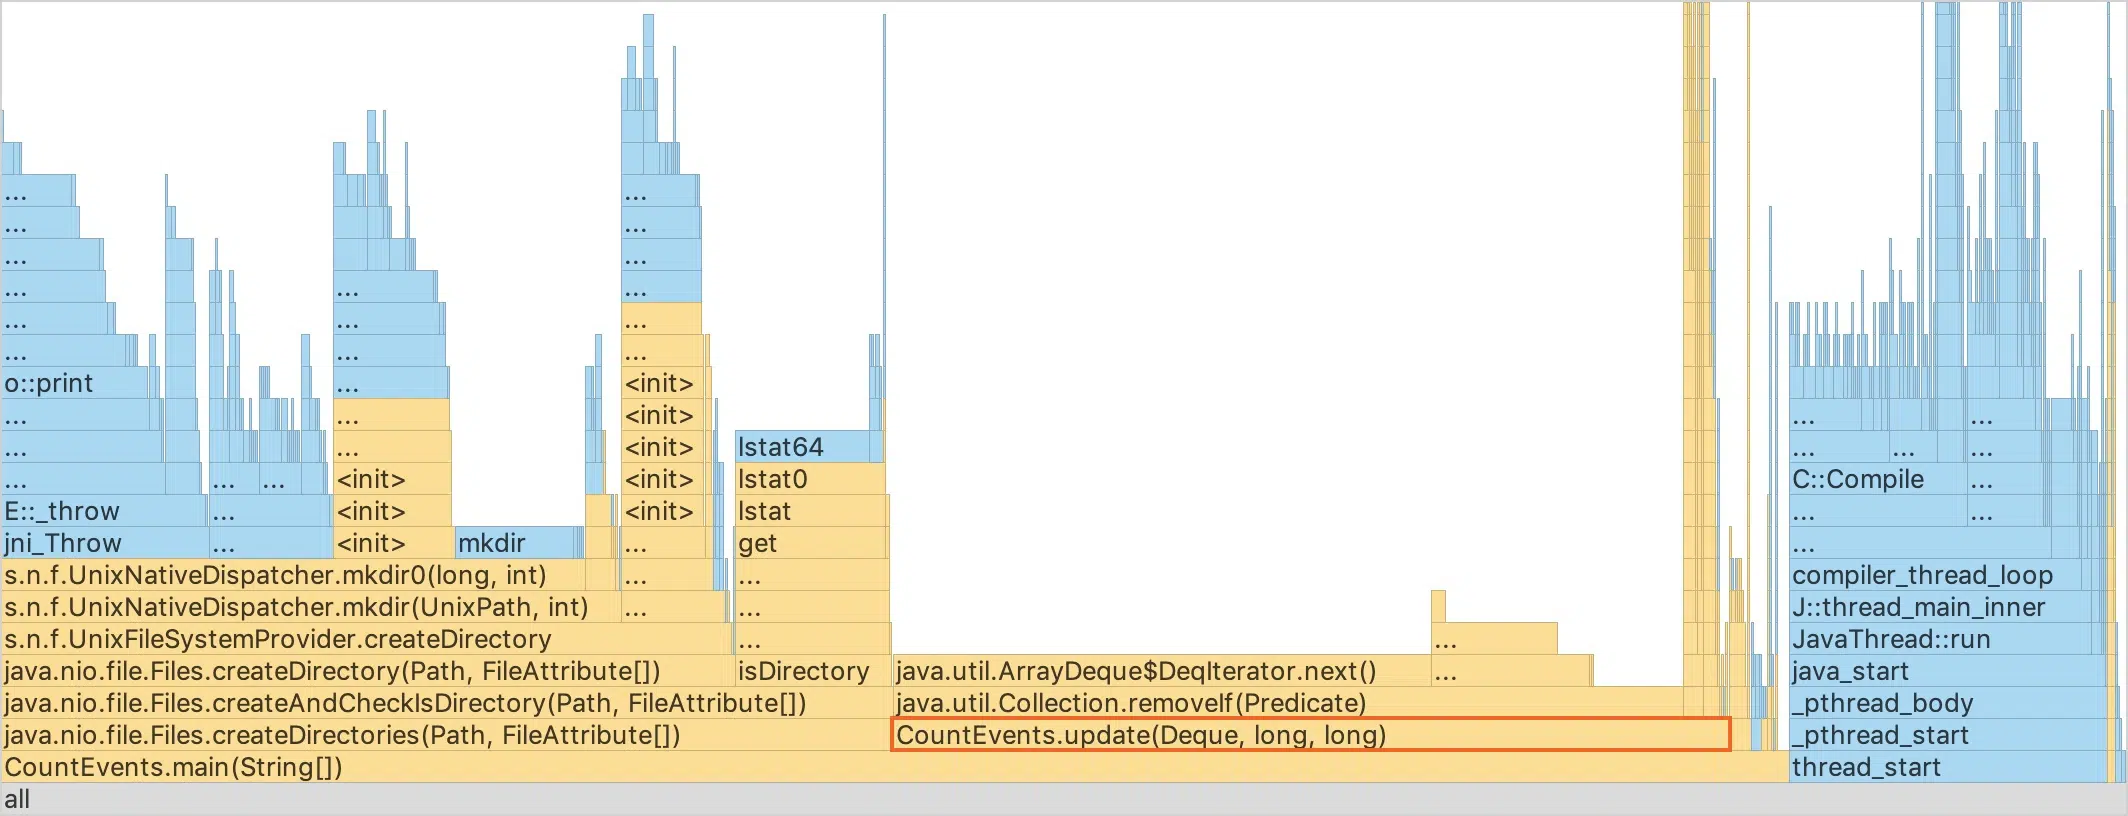 ... ...
... ...
... ...
... ... ...
... ... ...
... ... ...
o::print ... <init>
... ... <init> ... ...
... ... <init> lstat64 ... ... ...
... ... ... <init> <init> lstat0 C::Compile ...
E::_throw ... <init> <init> lstat ... ...
jni_Throw ... <init> mkdir ... get ...
s.n.f.UnixNativeDispatcher.mkdir0(long, int) ... ... compiler_thread_loop
s.n.f.UnixNativeDispatcher.mkdir(UnixPath, int) ... ... J::thread_main_inner
s.n.f.UnixFileSystemProvider.createDirectory ... ... JavaThread::run
java.nio.file.Files.createDirectory(Path, FileAttribute[]) isDirectory java.util.ArrayDeque$DeqIterator.next() ... java_start
java.nio.file.Files.createAndCheckIsDirectory(Path, FileAttribute[]) java.util.Collection.removeIf(Predicate) _pthread_body
java.nio.file.Files.createDirectories(Path, FileAttribute[]) CountEvents.update(Deque, long, long) _pthread_start
CountEvents.main(String[]) thread_start
all